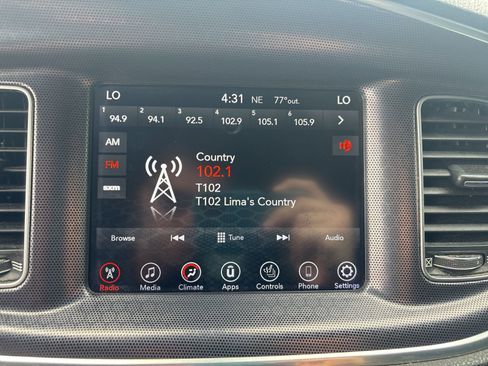 LO 4:31 NE 77°out. LO
1 94.9 2 94.1 3 92.5 4 102.9 5 105.1 6 105.9
AM
FM
sxm
Country
102.1
T102
T102 Lima's Country
Browse Tune Audio
Radio Media Climate Apps Controls Phone Settings